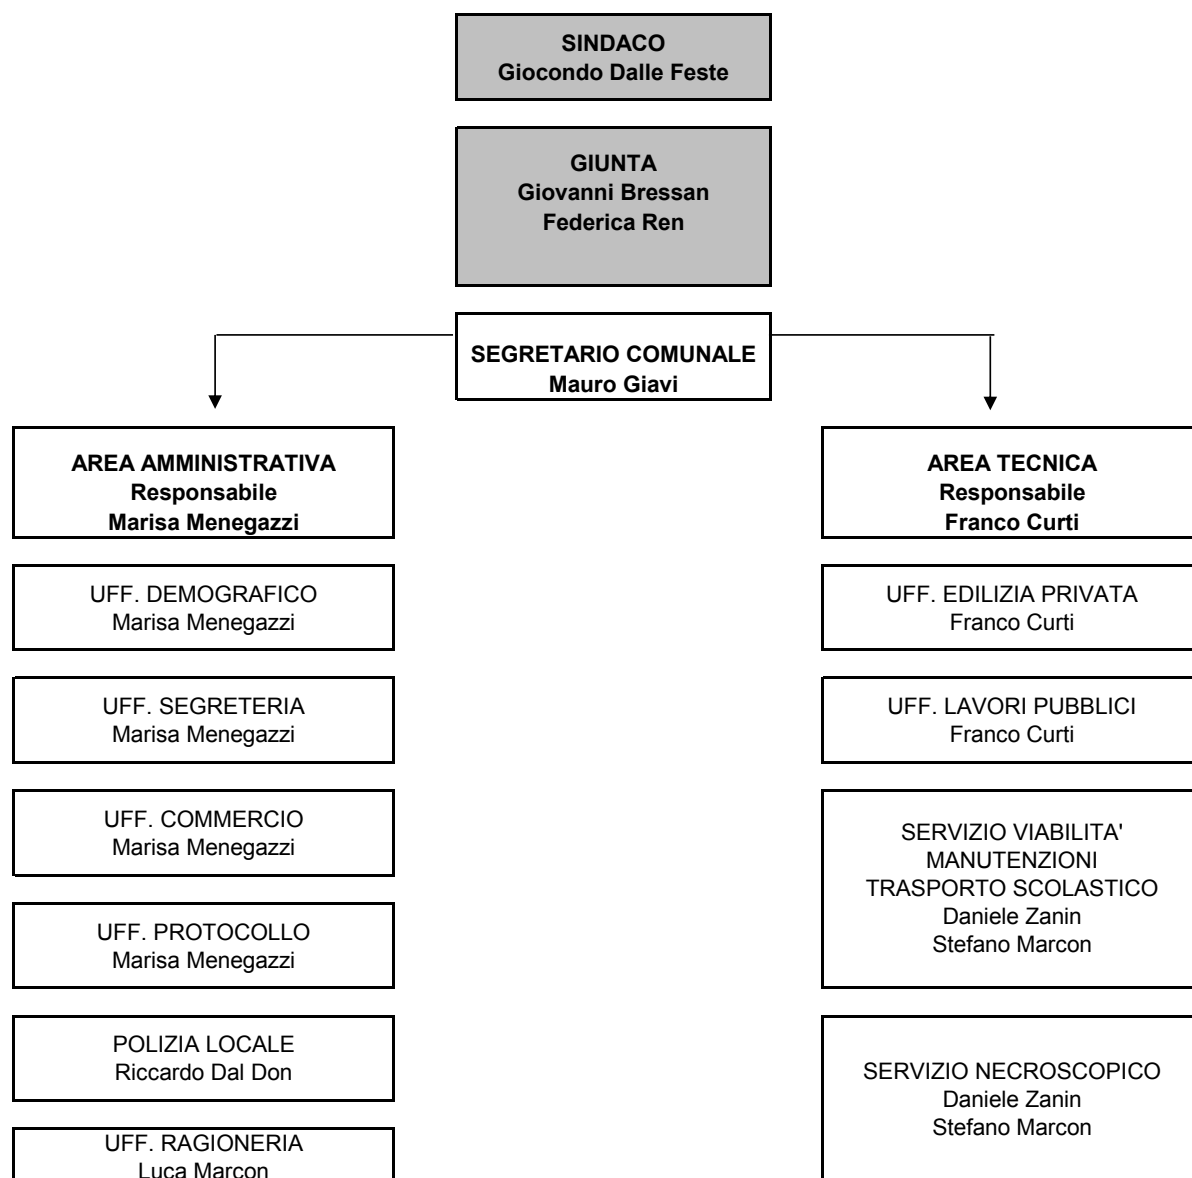 SINDACO
Giocondo Dalle Feste
GIUNTA
Giovanni Bressan
Federica Ren
SEGRETARIO COMUNALE
Mauro Giavi
AREA AMMINISTRATIVA
Responsabile
Marisa Menegazzi
UFF. DEMOGRAFICO
Marisa Menegazzi
UFF. SEGRETERIA
Marisa Menegazzi
UFF. COMMERCIO
Marisa Menegazzi
UFF. PROTOCOLLO
Marisa Menegazzi
POLIZIA LOCALE
Riccardo Dal Don
UFF. RAGIONERIA
Luca Marcon
AREA TECNICA
Responsabile
Franco Curti
UFF. EDILIZIA PRIVATA
Franco Curti
UFF. LAVORI PUBBLICI
Franco Curti
SERVIZIO VIABILITA'
MANUTENZIONI
TRASPORTO SCOLASTICO
Daniele Zanin
Stefano Marcon
SERVIZIO NECROSCOPICO
Daniele Zanin
Stefano Marcon